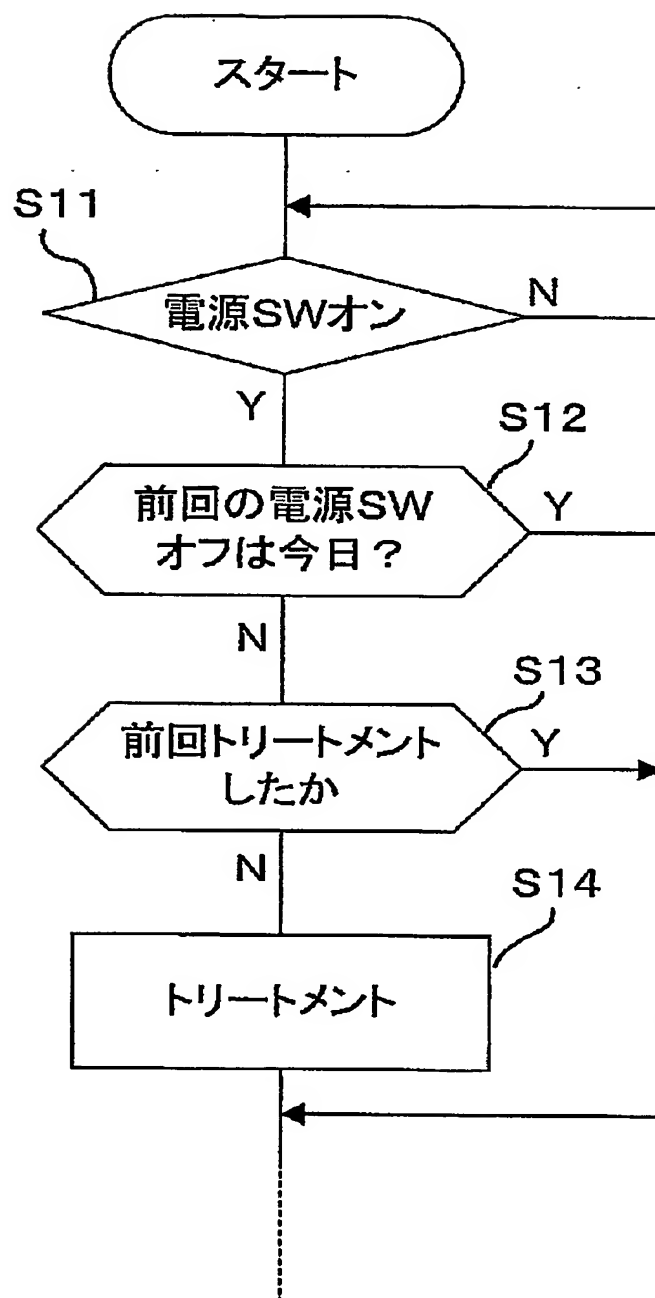 スタート
S11
電源SWオン
N
Y
S12
前回の電源SW
オフは今日？
Y
N
S13
前回トリートメント
したか
Y
N
S14
トリートメント